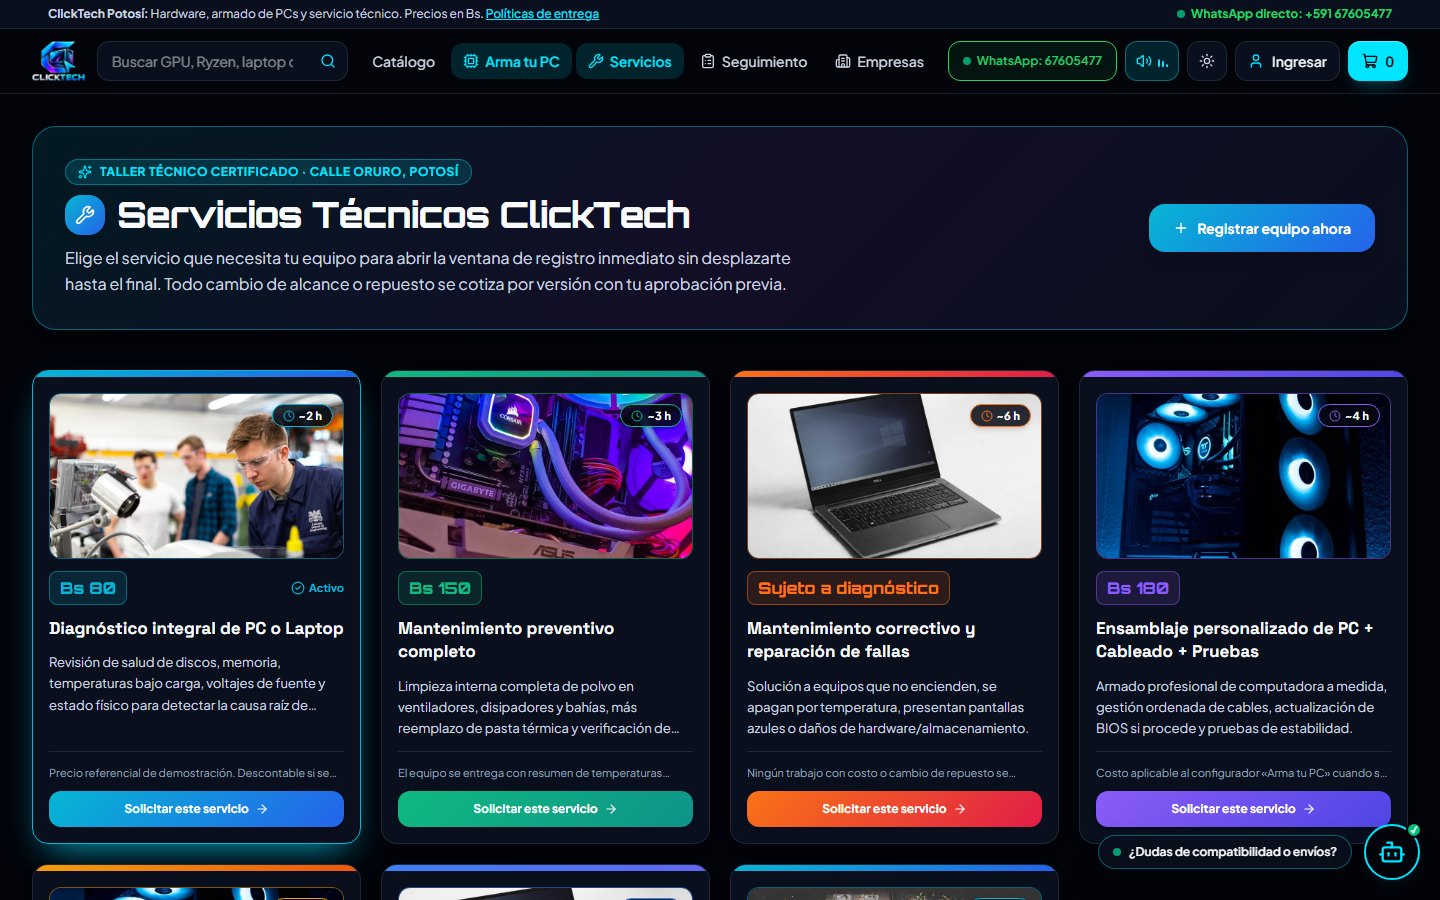 ClickTech Potosí: Hardware, armado de PCs y servicio técnico. Precios en Bs. Políticas de entrega
WhatsApp directo: +591 67605477
CLICKTECH
Buscar GPU, Ryzen, laptop c
Catálogo
Arma tu PC
Servicios
Seguimiento
Empresas
WhatsApp: 67605477
Ingresar
0
TALLER TÉCNICO CERTIFICADO · CALLE ORURO, POTOSÍ
Servicios Técnicos ClickTech
Elige el servicio que necesita tu equipo para abrir la ventana de registro inmediato sin desplazarte
hasta el final. Todo cambio de alcance o repuesto se cotiza por versión con tu aprobación previa.
+ Registrar equipo ahora
~2 h
Bs 80
Activo
Diagnóstico integral de PC o Laptop
Revisión de salud de discos, memoria,
temperaturas bajo carga, voltajes de fuente y
estado físico para detectar la causa raíz de...
Precio referencial de demostración. Descontable si se...
Solicitar este servicio →
~3 h
CORSAIR
GIGABYTE
ASUS
Bs 150
Mantenimiento preventivo
completo
Limpieza interna completa de polvo en
ventiladores, disipadores y bahías, más
reemplazo de pasta térmica y verificación de...
El equipo se entrega con resumen de temperaturas...
Solicitar este servicio →
~6 h
DELL
Sujeto a diagnóstico
Mantenimiento correctivo y
reparación de fallas
Solución a equipos que no encienden, se
apagan por temperatura, presentan pantallas
azules o daños de hardware/almacenamiento.
Ningún trabajo con costo o cambio de repuesto se...
Solicitar este servicio →
~4 h
Bs 180
Ensamblaje personalizado de PC +
Cableado + Pruebas
Armado profesional de computadora a medida,
gestión ordenada de cables, actualización de
BIOS si procede y pruebas de estabilidad.
Costo aplicable al configurador «Arma tu PC» cuando s...
Solicitar este servicio →
¿Dudas de compatibilidad o envíos?